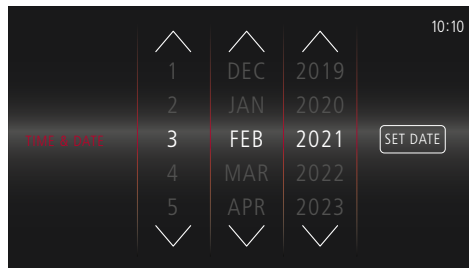 10:10
1 DEC 2019
2 JAN 2020
TIME & DATE 3 FEB 2021 SET DATE
4 MAR 2022
5 APR 2023